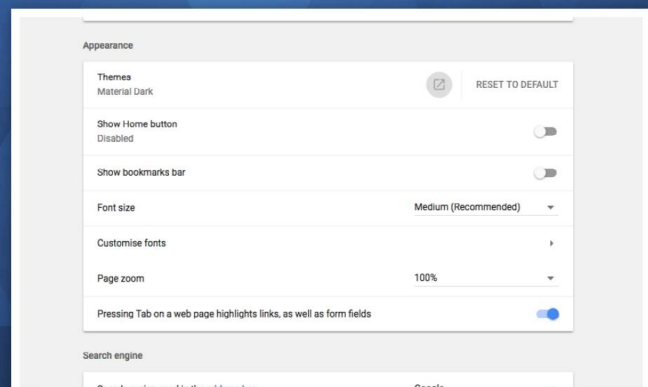 Appearance
Themes
Material Dark
RESET TO DEFAULT
Show Home button
Disabled
Show bookmarks bar
Font size
Medium (Recommended)
Customise fonts
Page zoom
100%
Pressing Tab on a web page highlights links, as well as form fields
Search engine